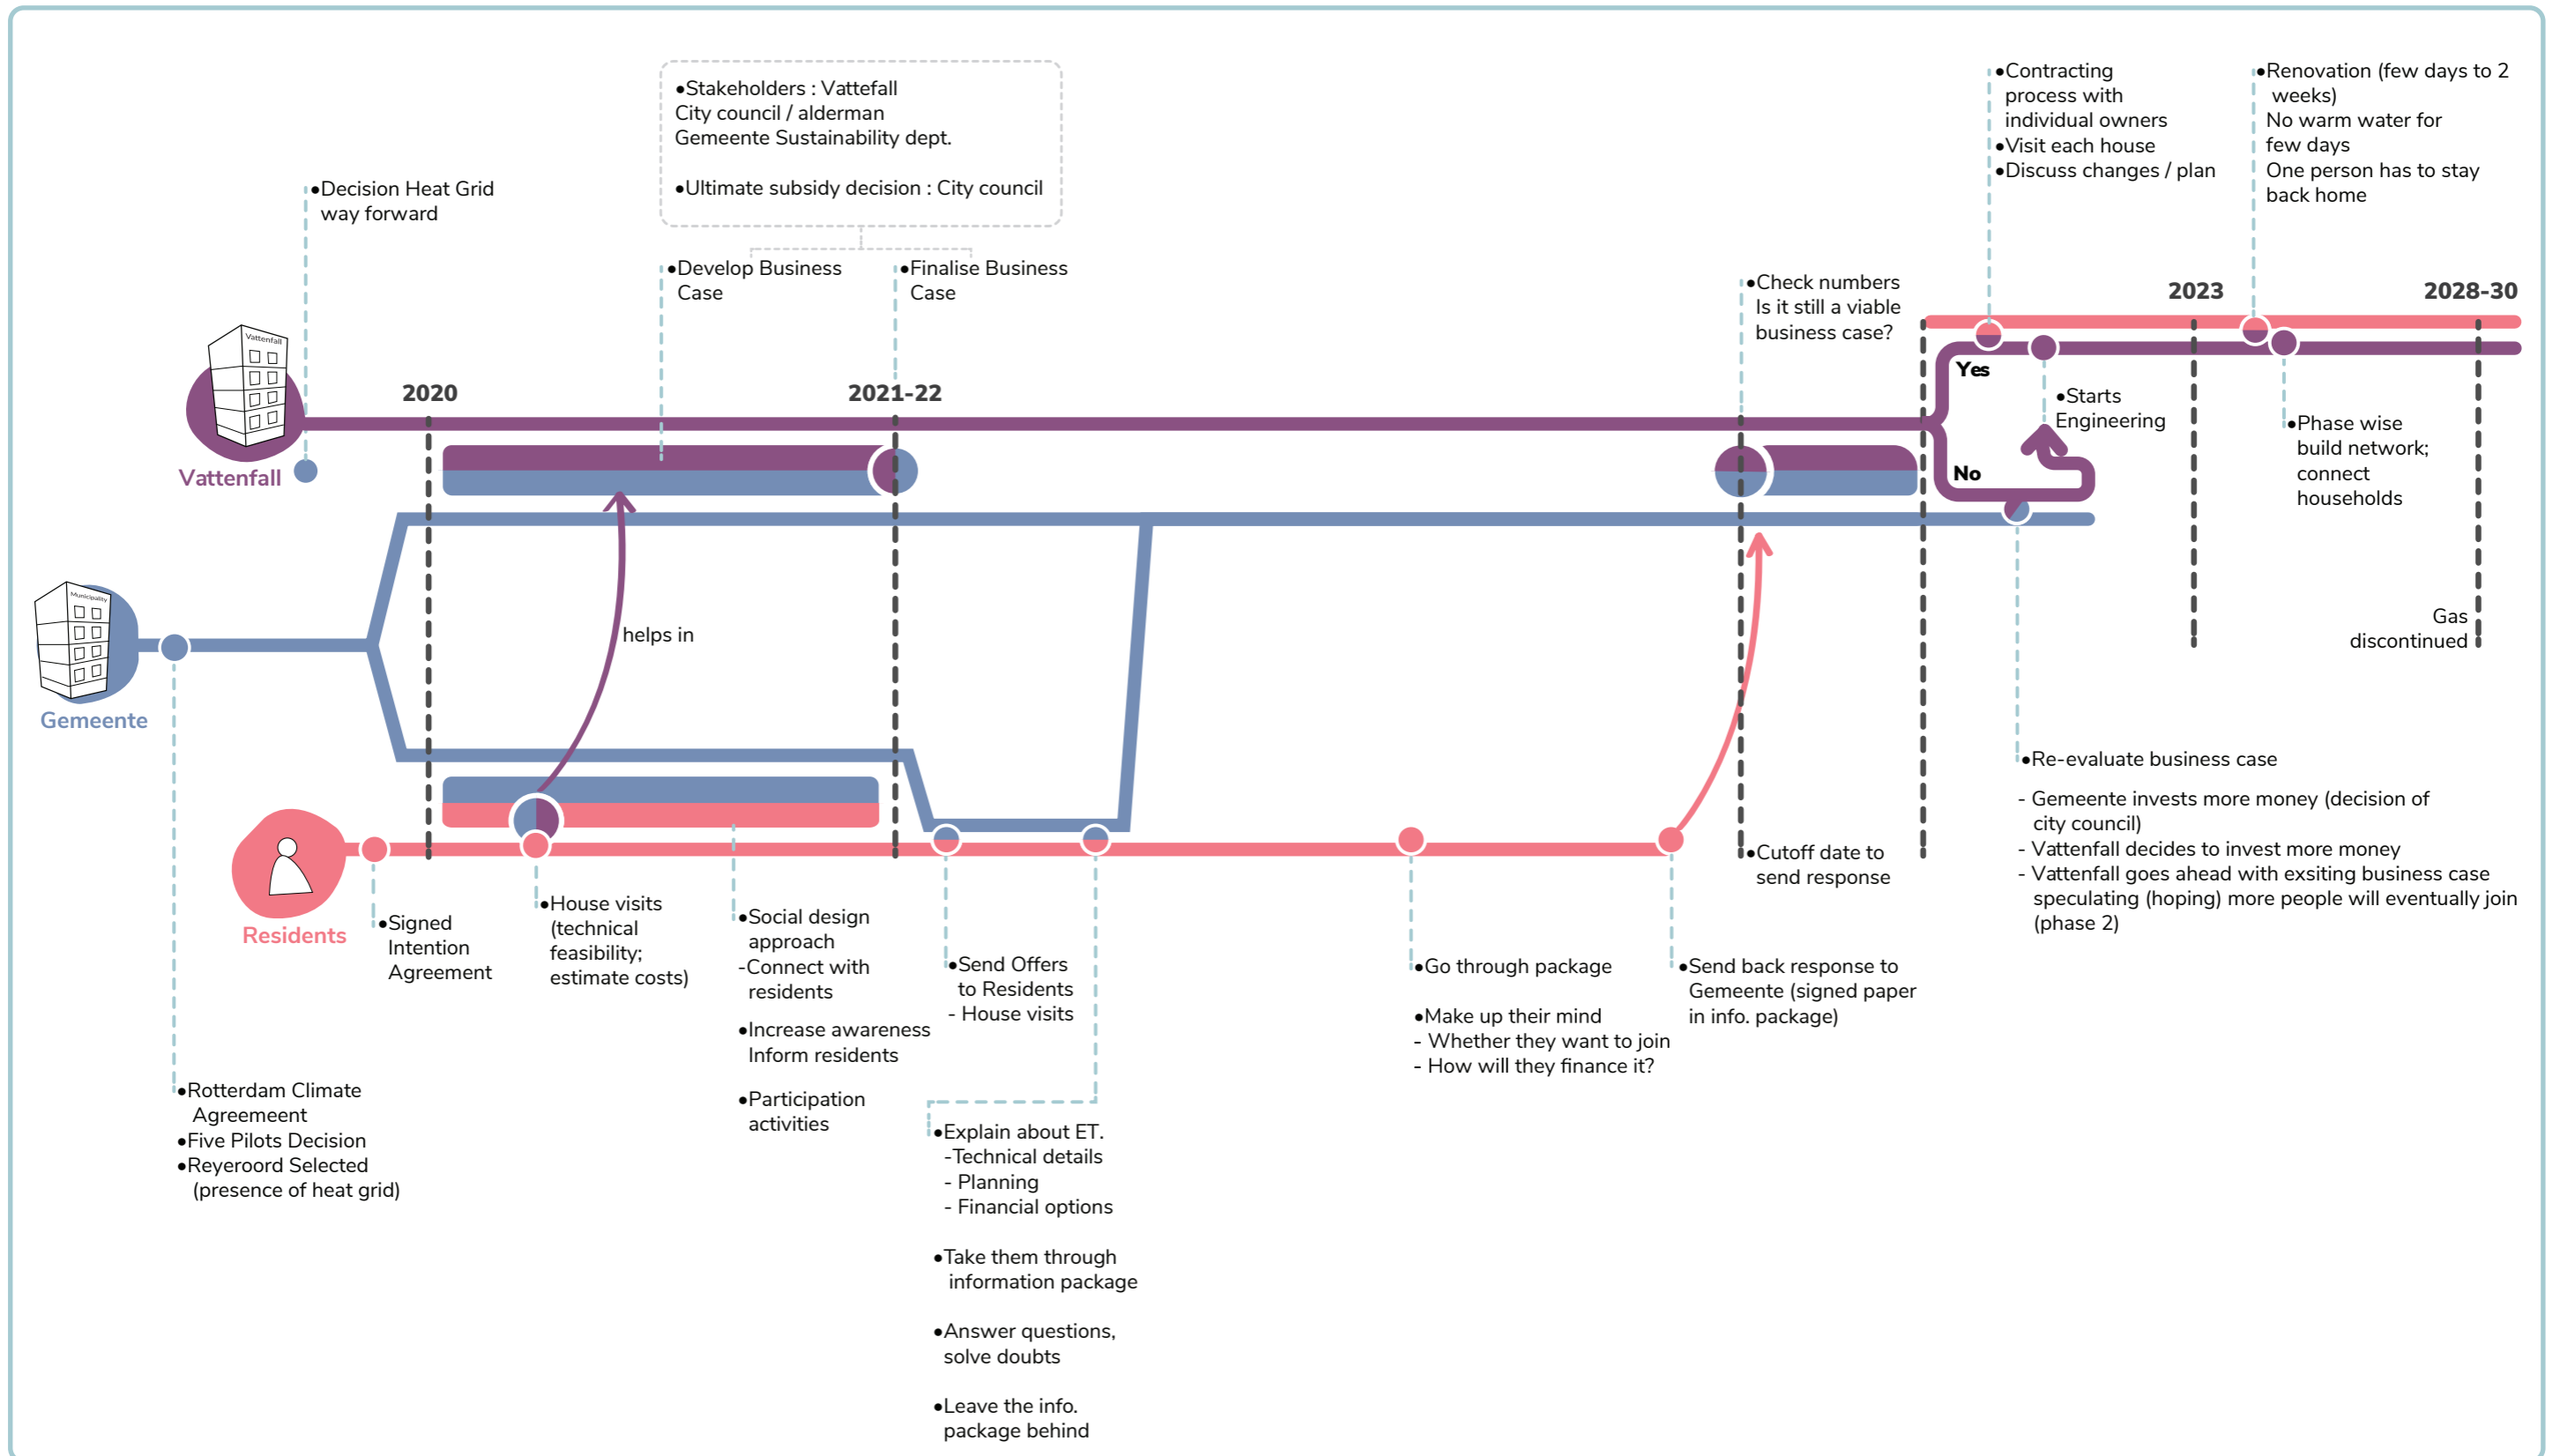 •Stakeholders : Vattefall
City council / alderman
Gemeente Sustainability dept.
•Ultimate subsidy decision : City council
•Decision Heat Grid
way forward
•Develop Business
Case
•Finalise Business
Case
•Check numbers
Is it still a viable
business case?
•Contracting
process with
individual owners
•Visit each house
•Discuss changes / plan
•Renovation (few days to 2
weeks)
No warm water for
few days
One person has to stay
back home
2020
2021-22
2023
2028-30
Vattenfall
Vattenfall
Yes
No
•Starts
Engineering
•Phase wise
build network;
connect
households
Municipality
Gemeente
helps in
Gas
discontinued
Residents
•Signed
Intention
Agreement
•House visits
(technical
feasibility;
estimate costs)
•Social design
approach
-Connect with
residents
•Increase awareness
Inform residents
•Participation
activities
•Send Offers
to Residents
- House visits
•Explain about ET.
-Technical details
- Planning
- Financial options
•Take them through
information package
•Answer questions,
solve doubts
•Leave the info.
package behind
•Go through package
•Make up their mind
- Whether they want to join
- How will they finance it?
•Send back response to
Gemeente (signed paper
in info. package)
•Cutoff date to
send response
•Re-evaluate business case
- Gemeente invests more money (decision of
city council)
- Vattenfall decides to invest more money
- Vattenfall goes ahead with exsiting business case
speculating (hoping) more people will eventually join
(phase 2)
•Rotterdam Climate
Agreemeent
•Five Pilots Decision
•Reyeroord Selected
(presence of heat grid)